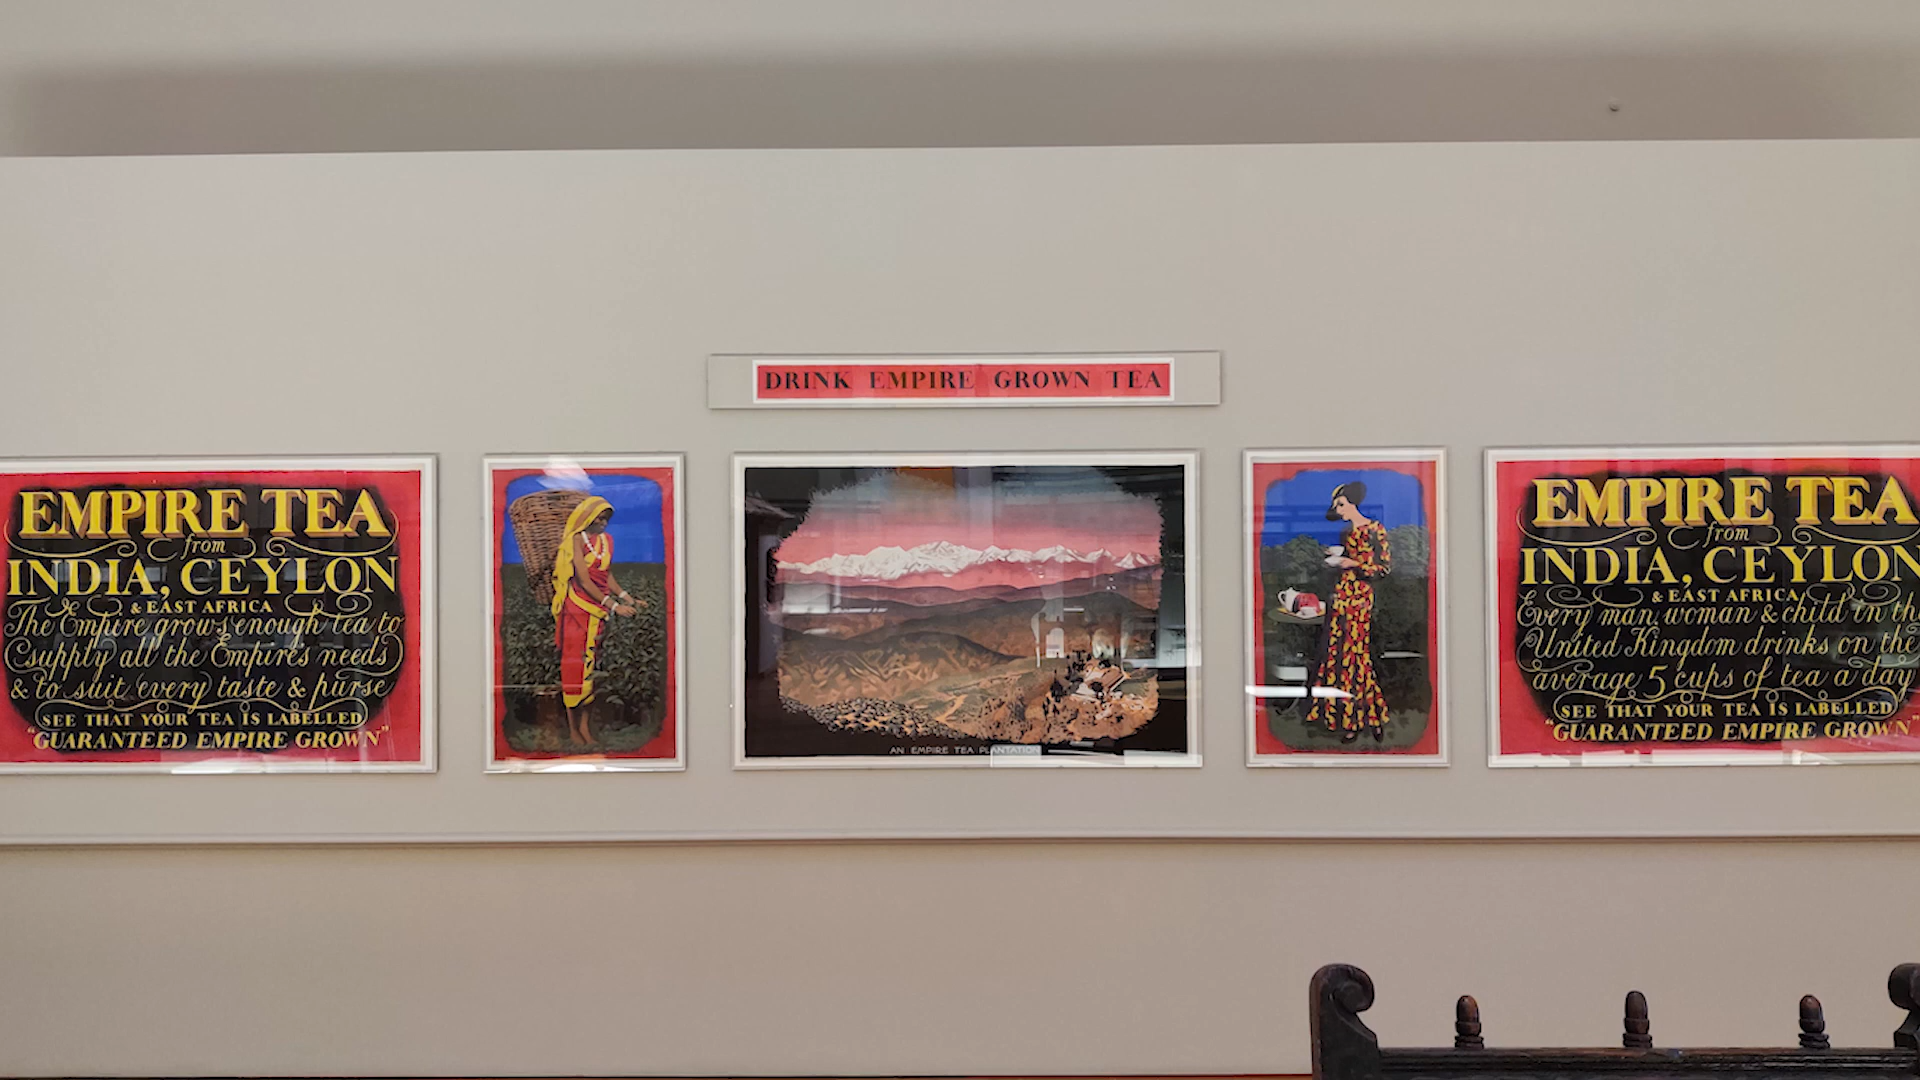 DRINK EMPIRE GROWN TEA
EMPIRE TEA
from
INDIA, CEYLON
& EAST AFRICA
The Empire grows enough tea to
supply all the Empires needs
& to suit every taste & purse
SEE THAT YOUR TEA IS LABELLED
"GUARANTEED EMPIRE GROWN"
AN EMPIRE TEA PLANTATION
EMPIRE TEA
from
INDIA, CEYLON
& EAST AFRICA
Every man, woman & child in the
United Kingdom drinks on the
average 5 cups of tea a day
SEE THAT YOUR TEA IS LABELLED
"GUARANTEED EMPIRE GROWN"